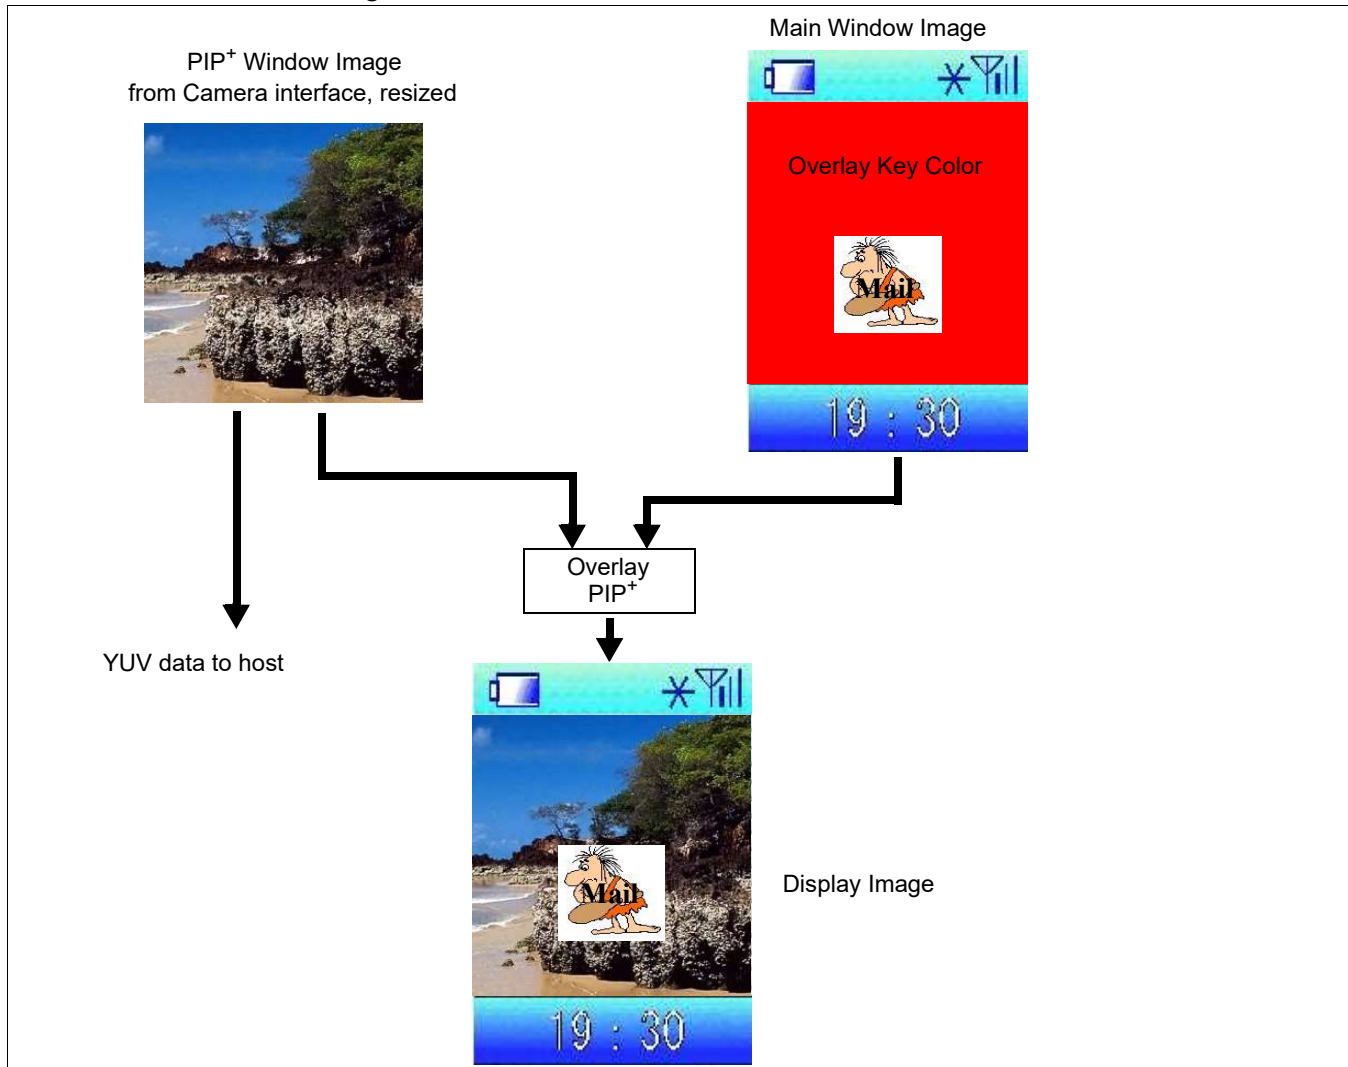 PIP+ Window Image
from Camera interface, resized
Main Window Image
Overlay Key Color
Mail
19 : 30
Overlay
PIP+
YUV data to host
Mail
Display Image
19 : 30